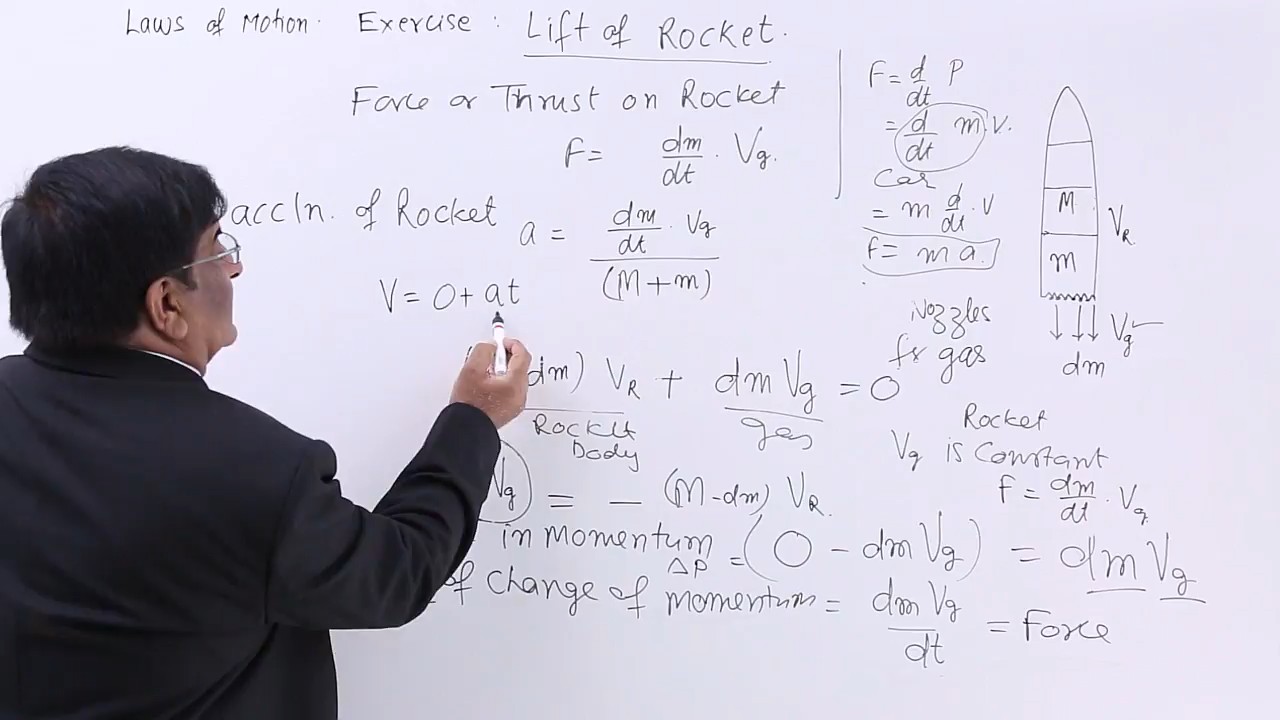 Laws of Motion. Exercise: Lift of Rocket.
Force or Thrust on Rocket
F = dm/dt . Vg.
accln. of Rocket a = dm/dt . Vg / (M+m)
V = 0 + at
dm) VR + dm Vg = 0
Rocket Body gas
Vg = - (M-dm) VR.
in momentum ΔP = (0 - dm Vg) = dm Vg
of change of momentum = dm Vg / dt = Force
F = d/dt P
= d/dt m.v.
Car
= m d/dt . v
F = m a.
M
m
VR
Nozzles
fr gas
Vg
dm
Rocket
Vg is Constant
F = dm/dt . Vg